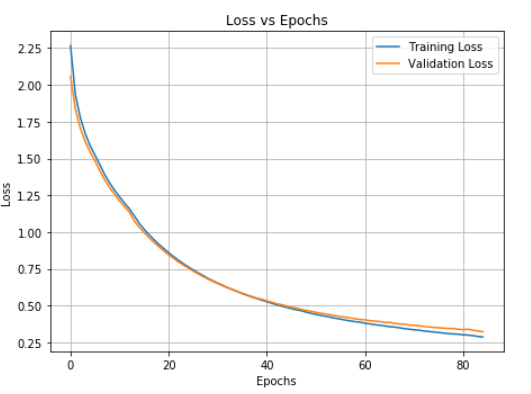 Loss vs Epochs
Training Loss
Validation Loss
2.25
2.00
1.75
1.50
1.25
1.00
0.75
0.50
0.25
Loss
0 20 40 60 80
Epochs